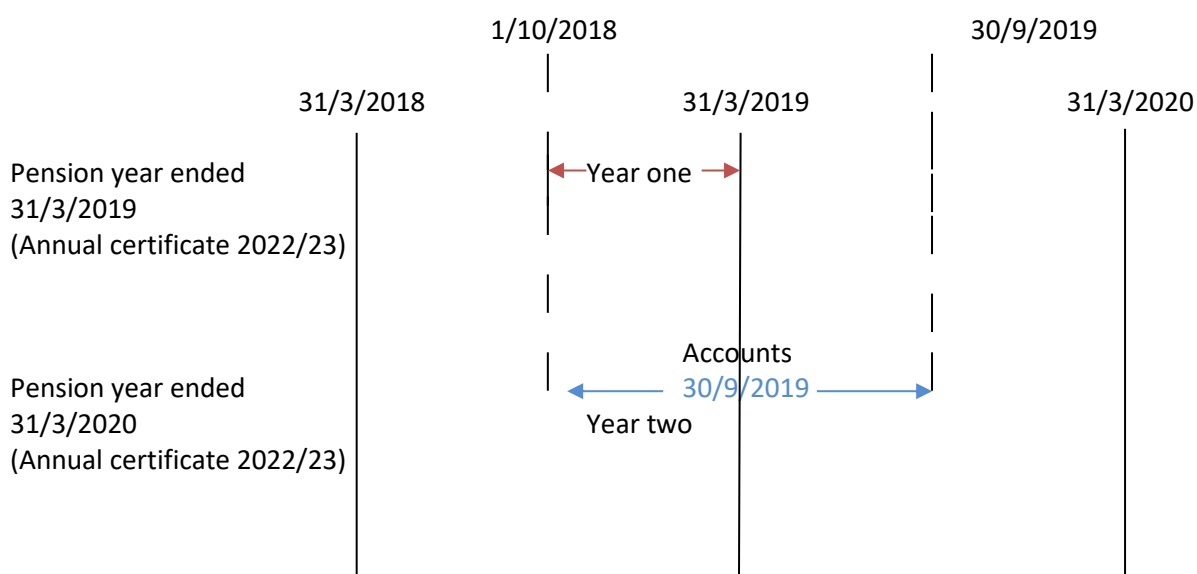 1/10/2018 30/9/2019
31/3/2018 31/3/2019 31/3/2020
Pension year ended
31/3/2019
(Annual certificate 2022/23)
Year one
Accounts
30/9/2019
Pension year ended
31/3/2020
(Annual certificate 2022/23)
Year two